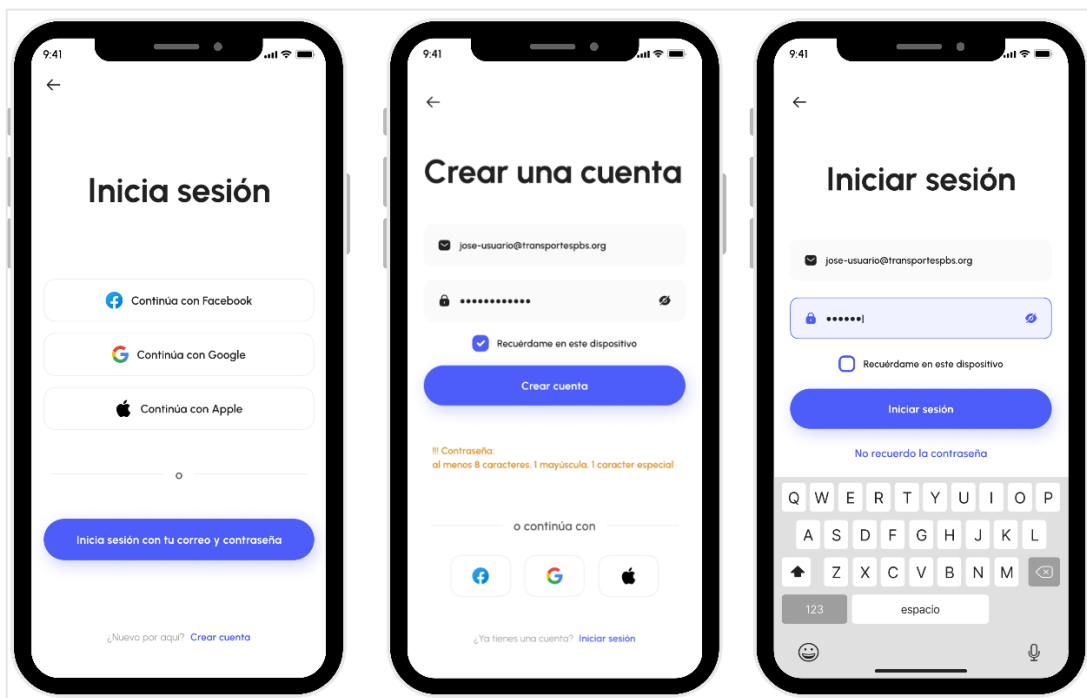 9:41
Inicia sesión
Continúa con Facebook
Continúa con Google
Continúa con Apple
o
Inicia sesión con tu correo y contraseña
¿Nuevo por aquí? Crear cuenta
9:41
Crear una cuenta
jose-usuario@transportespbs.org
Recuérdame en este dispositivo
Crear cuenta
!!! Contraseña:
al menos 8 caracteres. 1 mayúscula. 1 caracter especial
o continúa con
¿Ya tienes una cuenta? Iniciar sesión
9:41
Iniciar sesión
jose-usuario@transportespbs.org
Recuérdame en este dispositivo
Iniciar sesión
No recuerdo la contraseña
Q W E R T Y U I O P
A S D F G H J K L
Z X C V B N M
123 espacio